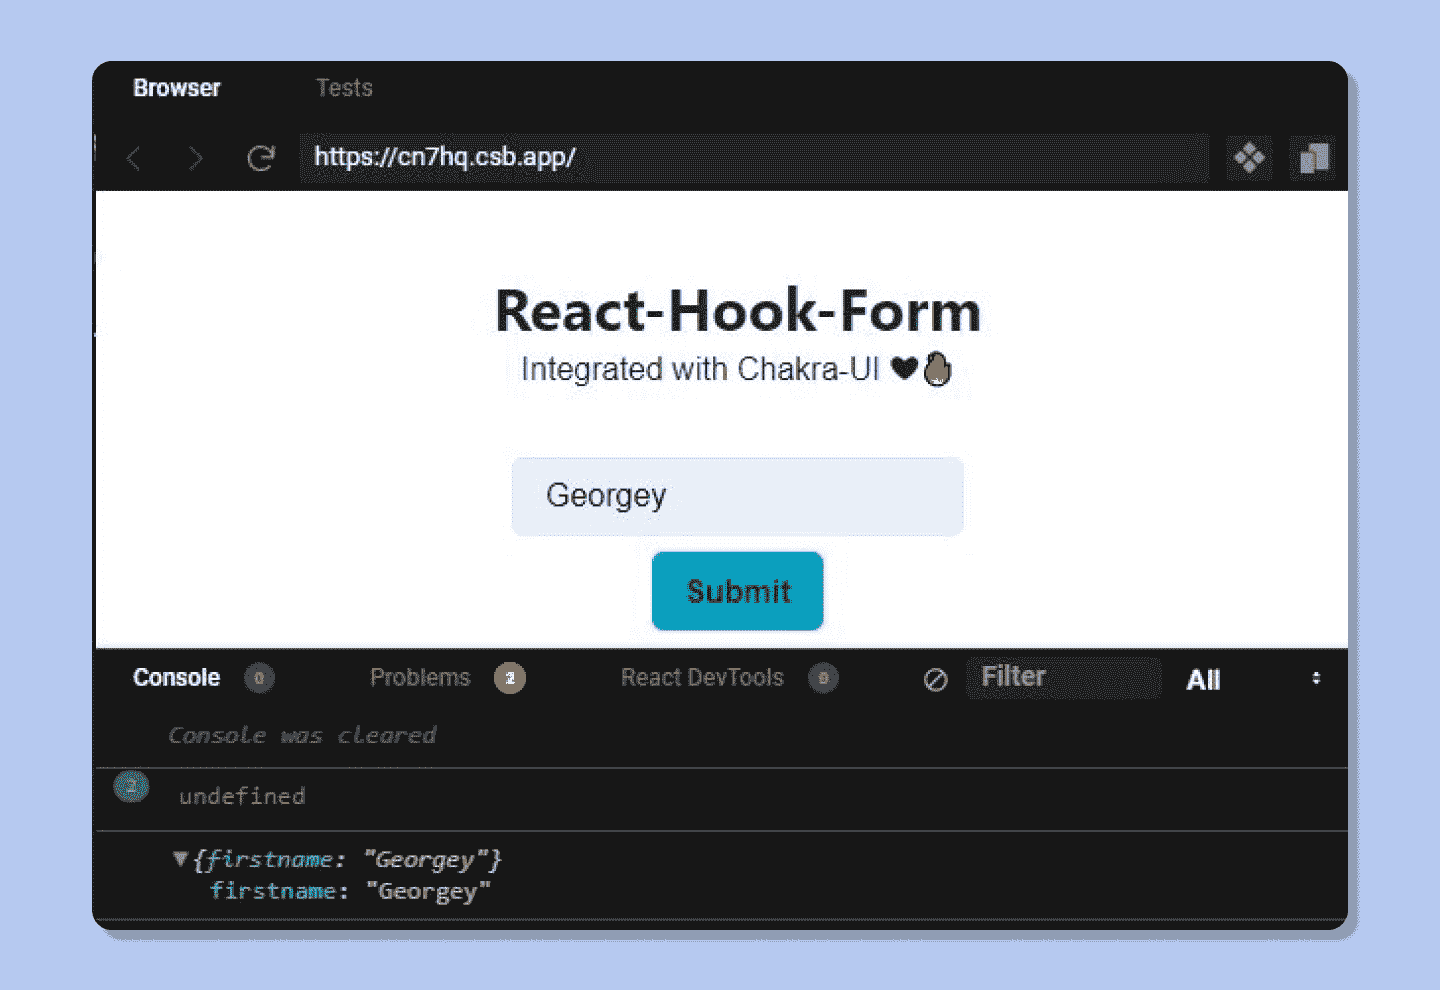 Browser Tests
https://cn7hq.csb.app/
React-Hook-Form
Integrated with Chakra-UI 🖤
Georgey
Submit
Console 0 Problems React DevTools 0 Filter All
Console was cleared
2 undefined
▼{firstname: "Georgey"}
firstname: "Georgey"